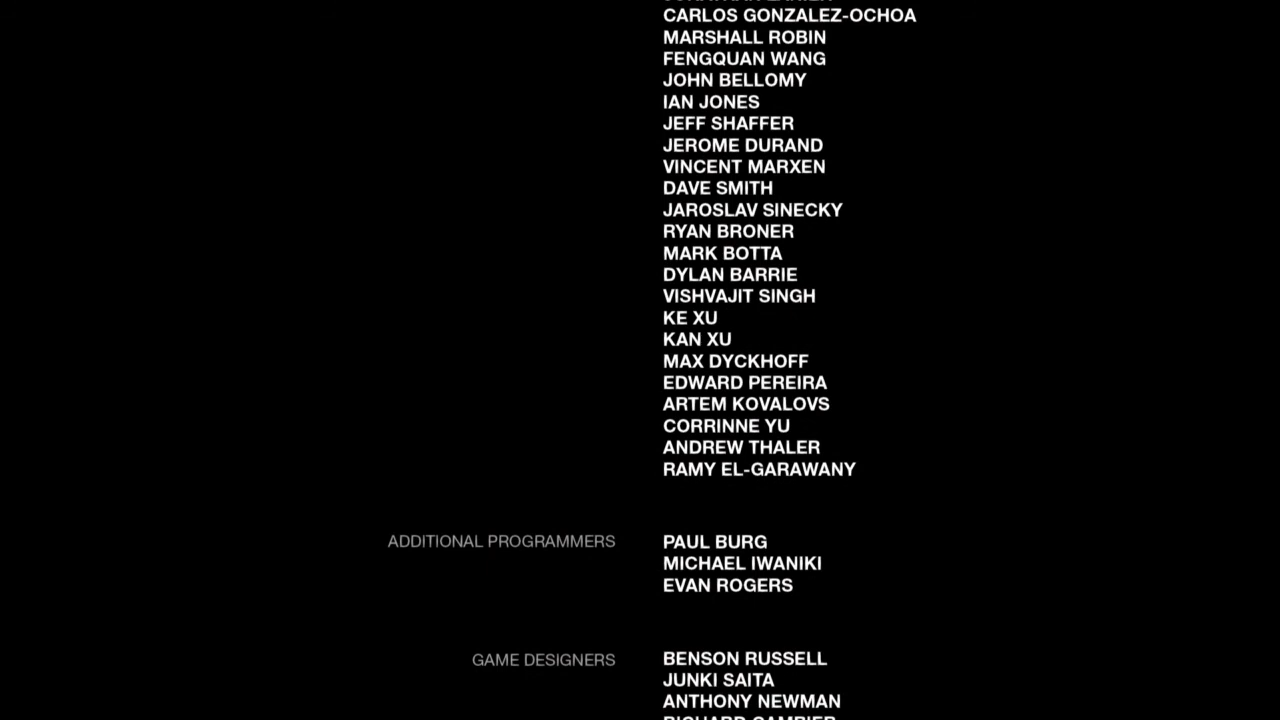 CARLOS GONZALEZ-OCHOA
MARSHALL ROBIN
FENGQUAN WANG
JOHN BELLOMY
IAN JONES
JEFF SHAFFER
JEROME DURAND
VINCENT MARXEN
DAVE SMITH
JAROSLAV SINECKY
RYAN BRONER
MARK BOTTA
DYLAN BARRIE
VISHVAJIT SINGH
KE XU
KAN XU
MAX DYCKHOFF
EDWARD PEREIRA
ARTEM KOVALOVS
CORRINNE YU
ANDREW THALER
RAMY EL-GARAWANY
ADDITIONAL PROGRAMMERS PAUL BURG
MICHAEL IWANIKI
EVAN ROGERS
GAME DESIGNERS BENSON RUSSELL
JUNKI SAITA
ANTHONY NEWMAN